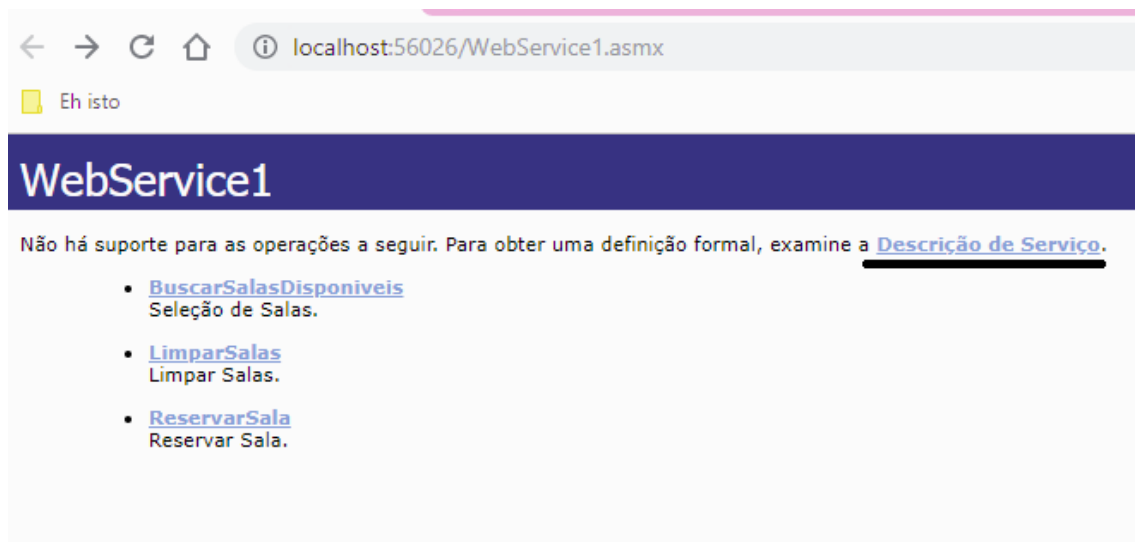 localhost:56026/WebService1.asmx
Eh isto
WebService1
Não há suporte para as operações a seguir. Para obter uma definição formal, examine a Descrição de Serviço.
BuscarSalasDisponiveis
Seleção de Salas.
LimparSalas
Limpar Salas.
ReservarSala
Reservar Sala.